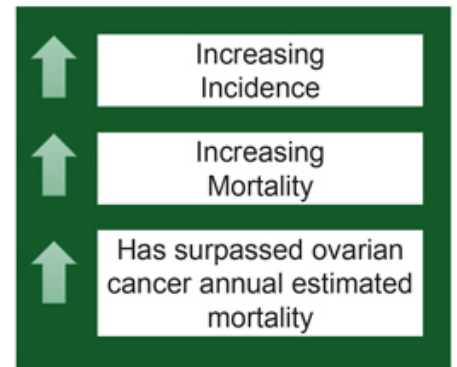 Increasing
Incidence
Increasing
Mortality
Has surpassed ovarian
cancer annual estimated
mortality